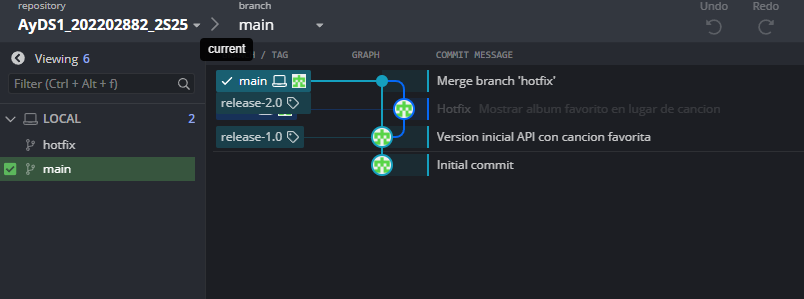 repository
branch
Undo
Redo
AyDS1_202202882_2S25
main
current
Viewing 6
/ TAG
GRAPH
COMMIT MESSAGE
Filter (Ctrl + Alt + f)
main
Merge branch 'hotfix'
release-2.0
Hotfix Mostrar album favorito en lugar de cancion
LOCAL
2
release-1.0
Version inicial API con cancion favorita
hotfix
main
Initial commit